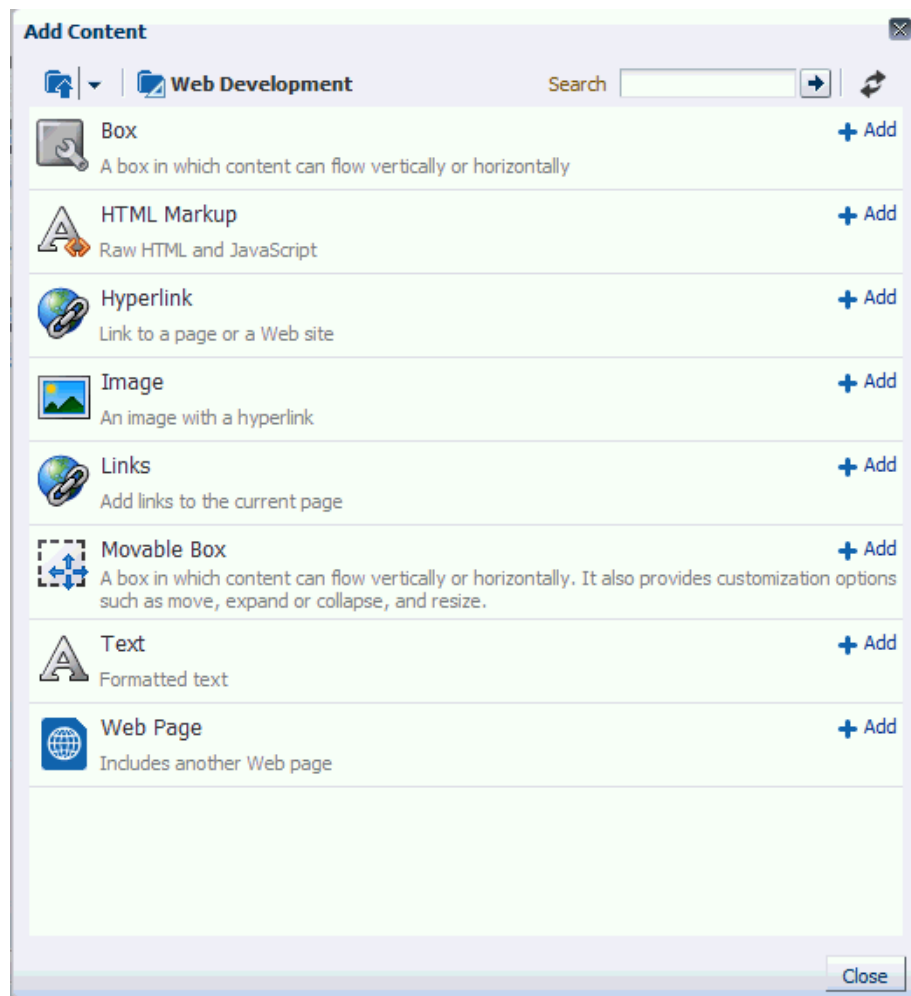 Add Content
Web Development Search
Box Add
A box in which content can flow vertically or horizontally
HTML Markup Add
Raw HTML and JavaScript
Hyperlink Add
Link to a page or a Web site
Image Add
An image with a hyperlink
Links Add
Add links to the current page
Movable Box Add
A box in which content can flow vertically or horizontally. It also provides customization options
such as move, expand or collapse, and resize.
Text Add
Formatted text
Web Page Add
Includes another Web page
Close